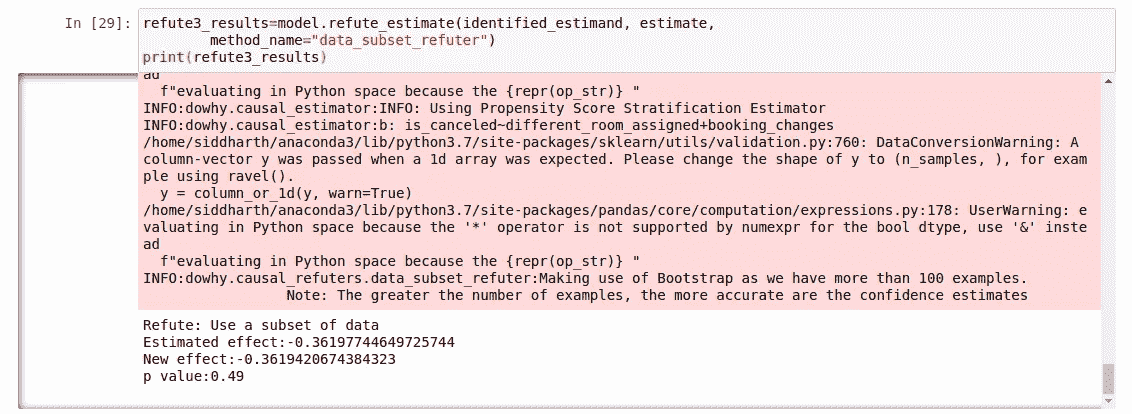 In [29]: refute3_results=model.refute_estimate(identified_estimand, estimate,
method_name="data_subset_refuter")
print(refute3_results)
ad
f"evaluating in Python space because the {repr(op_str)} "
INFO:dowhy.causal_estimator:INFO: Using Propensity Score Stratification Estimator
INFO:dowhy.causal_estimator:b: is_canceled~different_room_assigned+booking_changes
/home/siddharth/anaconda3/lib/python3.7/site-packages/sklearn/utils/validation.py:760: DataConversionWarning: A
column-vector y was passed when a 1d array was expected. Please change the shape of y to (n_samples, ), for exam
ple using ravel().
y = column_or_1d(y, warn=True)
/home/siddharth/anaconda3/lib/python3.7/site-packages/pandas/core/computation/expressions.py:178: UserWarning: e
valuating in Python space because the '*' operator is not supported by numexpr for the bool dtype, use '&' inste
ad
f"evaluating in Python space because the {repr(op_str)} "
INFO:dowhy.causal_refuters.data_subset_refuter:Making use of Bootstrap as we have more than 100 examples.
Note: The greater the number of examples, the more accurate are the confidence estimates
Refute: Use a subset of data
Estimated effect:-0.36197744649725744
New effect:-0.3619420674384323
p value:0.49